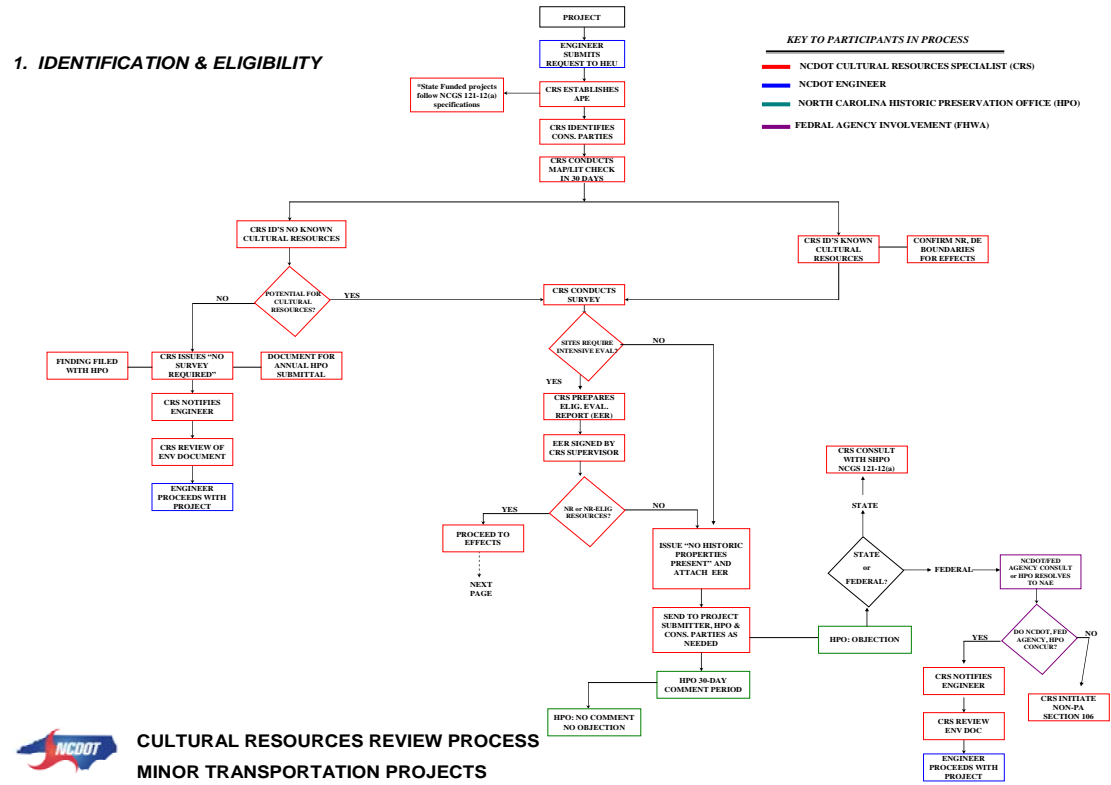 PROJECT
1. IDENTIFICATION & ELIGIBILITY
ENGINEER
SUBMITS
REQUEST TO HEU
KEY TO PARTICIPANTS IN PROCESS
NCDOT CULTURAL RESOURCES SPECIALIST (CRS)
NCDOT ENGINEER
NORTH CAROLINA HISTORIC PRESERVATION OFFICE (HPO)
FEDRAL AGENCY INVOLVEMENT (FHWA)
*State Funded projects
follow NCGS 121-12(a)
specifications
CRS ESTABLISHES
APE
CRS IDENTIFIES
CONS. PARTIES
CRS CONDUCTS
MAP/LIT CHECK
IN 30 DAYS
CRS ID'S NO KNOWN
CULTURAL RESOURCES
CRS ID'S KNOWN
CULTURAL
RESOURCES
CONFIRM NR, DE
BOUNDARIES
FOR EFFECTS
POTENTIAL FOR
CULTURAL
RESOURCES?
NO
YES
CRS CONDUCTS
SURVEY
SITES REQUIRE
INTENSIVE EVAL?
NO
YES
FINDING FILED
WITH HPO
CRS ISSUES "NO
SURVEY
REQUIRED"
DOCUMENT FOR
ANNUAL HPO
SUBMITTAL
CRS NOTIFIES
ENGINEER
CRS REVIEW OF
ENV DOCUMENT
ENGINEER
PROCEEDS WITH
PROJECT
CRS PREPARES
ELIG. EVAL.
REPORT (EER)
EER SIGNED BY
CRS SUPERVISOR
NR or NR-ELIG
RESOURCES?
YES
NO
PROCEED TO
EFFECTS
NEXT
PAGE
ISSUE "NO HISTORIC
PROPERTIES
PRESENT" AND
ATTACH EER
SEND TO PROJECT
SUBMITTER, HPO &
CONS. PARTIES AS
NEEDED
HPO 30-DAY
COMMENT PERIOD
HPO: NO COMMENT
NO OBJECTION
HPO: OBJECTION
STATE
or
FEDERAL?
STATE
CRS CONSULT
WITH SHPO
NCGS 121-12(a)
FEDERAL
NCDOT/FED
AGENCY CONSULT
or HPO RESOLVES
TO NAE
DO NCDOT, FED
AGENCY, HPO
CONCUR?
YES
NO
CRS NOTIFIES
ENGINEER
CRS REVIEW
ENV DOC
ENGINEER
PROCEEDS WITH
PROJECT
CRS INITIATE
NON-PA
SECTION 106
NCDOT
CULTURAL RESOURCES REVIEW PROCESS
MINOR TRANSPORTATION PROJECTS